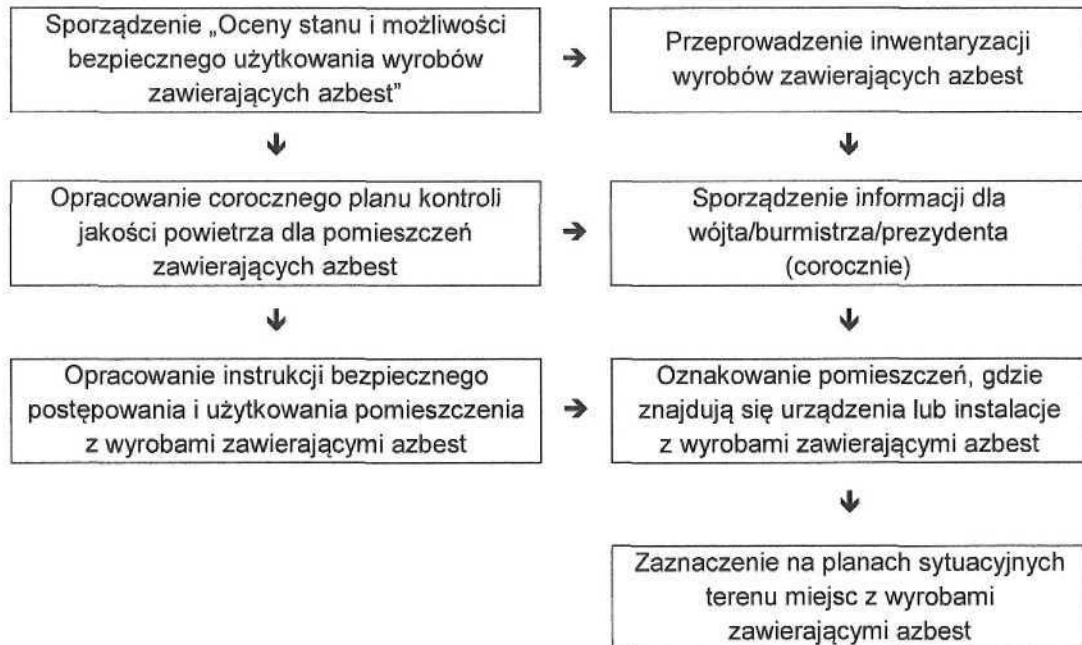 Sporządzenie „Oceny stanu i możliwości
bezpiecznego użytkowania wyrobów
zawierających azbest”
➔
Przeprowadzenie inwentaryzacji
wyrobów zawierających azbest
Opracowanie corocznego planu kontroli
jakości powietrza dla pomieszczeń
zawierających azbest
➔
Sporządzenie informacji dla
wójta/burmistrza/prezydenta
(corocznie)
Opracowanie instrukcji bezpiecznego
postępowania i użytkowania pomieszczenia
z wyrobami zawierającymi azbest
➔
Oznakowanie pomieszczeń, gdzie
znajdują się urządzenia lub instalacje
z wyrobami zawierającymi azbest
Zaznaczenie na planach sytuacyjnych
terenu miejsc z wyrobami
zawierającymi azbest